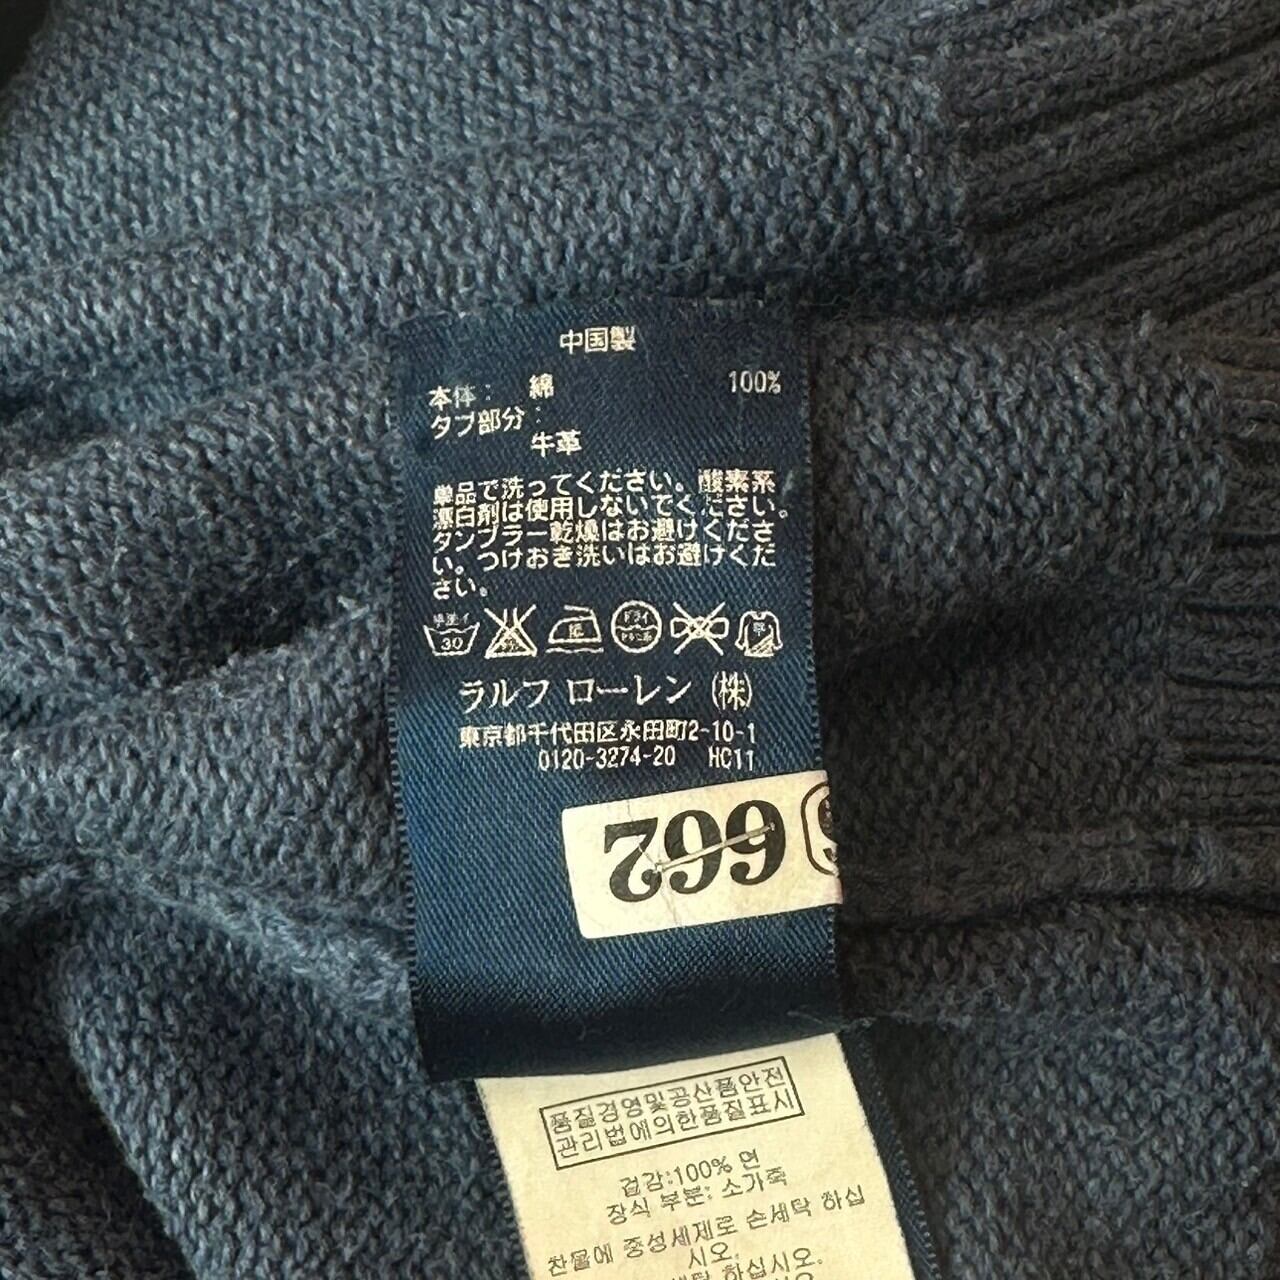 中国製
本体: 綿 100%
タブ部分:
牛革
単品で洗ってください。酸素系
漂白剤は使用しないでください。
タンブラー乾燥はお避けくださ
い。つけおき洗いはお避けくだ
さい。
30
ドライ
ラルフ ローレン (株)
東京都千代田区永田町2-10-1
0120-3274-20 HC11
662
품질경영및공산품안전
관리법에의한품질표시
겉감:100% 면
장식 부분: 소가죽
찬물에 중성세제로 손세탁 하십
시오.
하십시오.